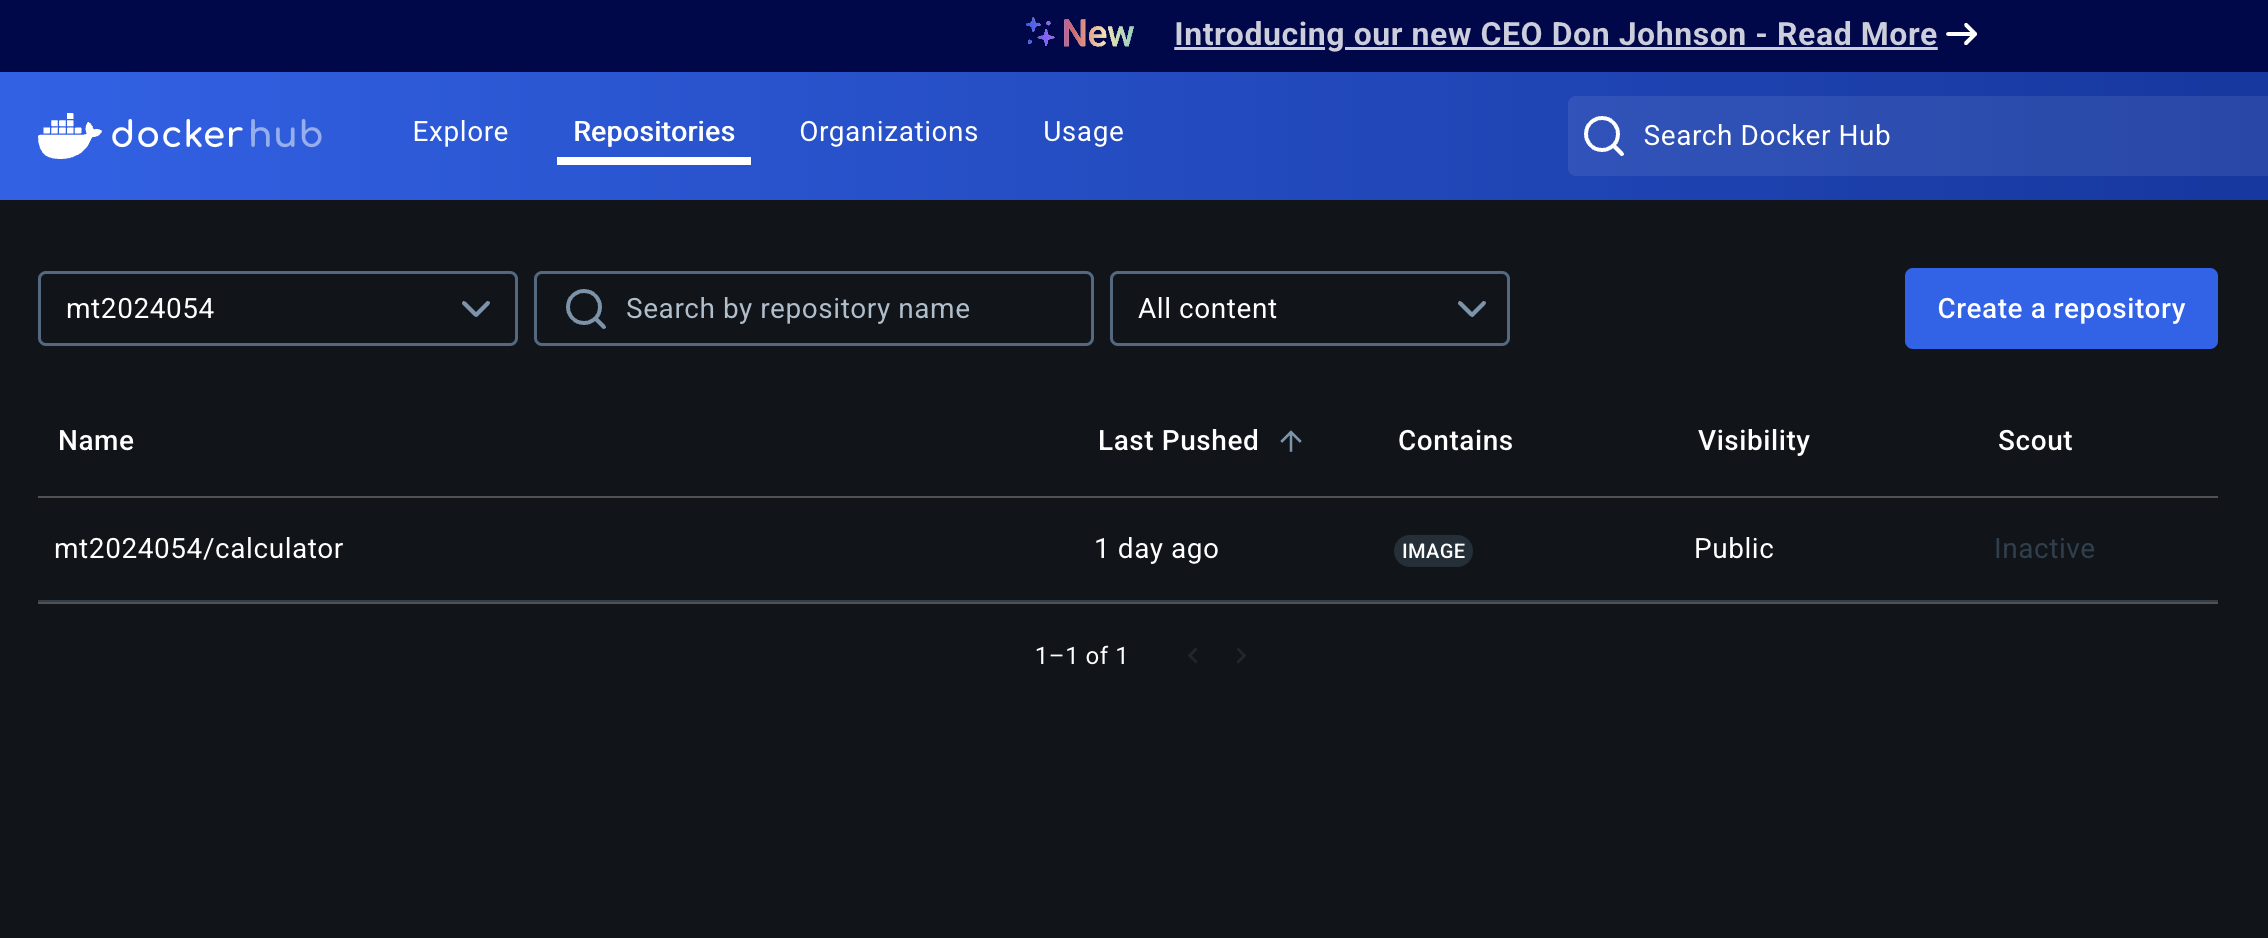 New Introducing our new CEO Don Johnson - Read More
dockerhub Explore Repositories Organizations Usage Search Docker Hub
mt2024054 Search by repository name All content Create a repository
Name Last Pushed Contains Visibility Scout
mt2024054/calculator 1 day ago IMAGE Public Inactive
1–1 of 1